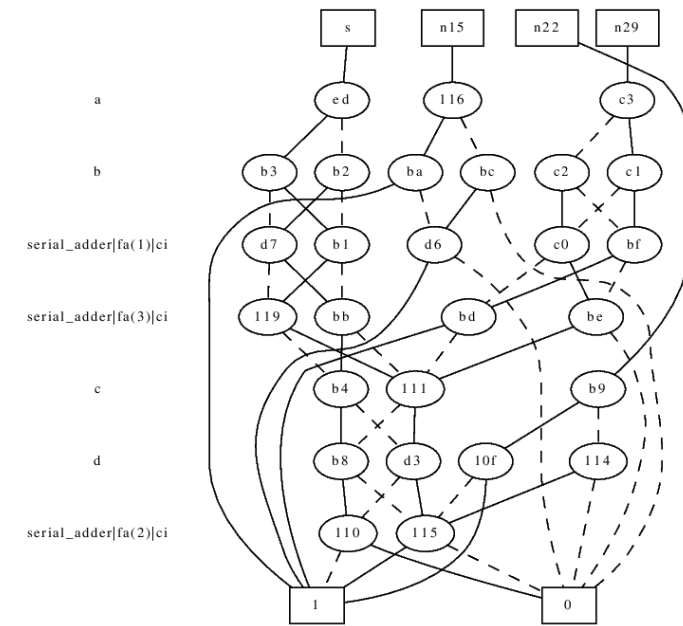 s n15 n22 n29
a ed 116 c3
b b3 b2 ba bc c2 c1
serial_adder|fa(1)|ci d7 b1 d6 c0 bf
serial_adder|fa(3)|ci 119 bb bd be
c b4 111 b9
d b8 d3 10f 114
serial_adder|fa(2)|ci 110 115
1 0